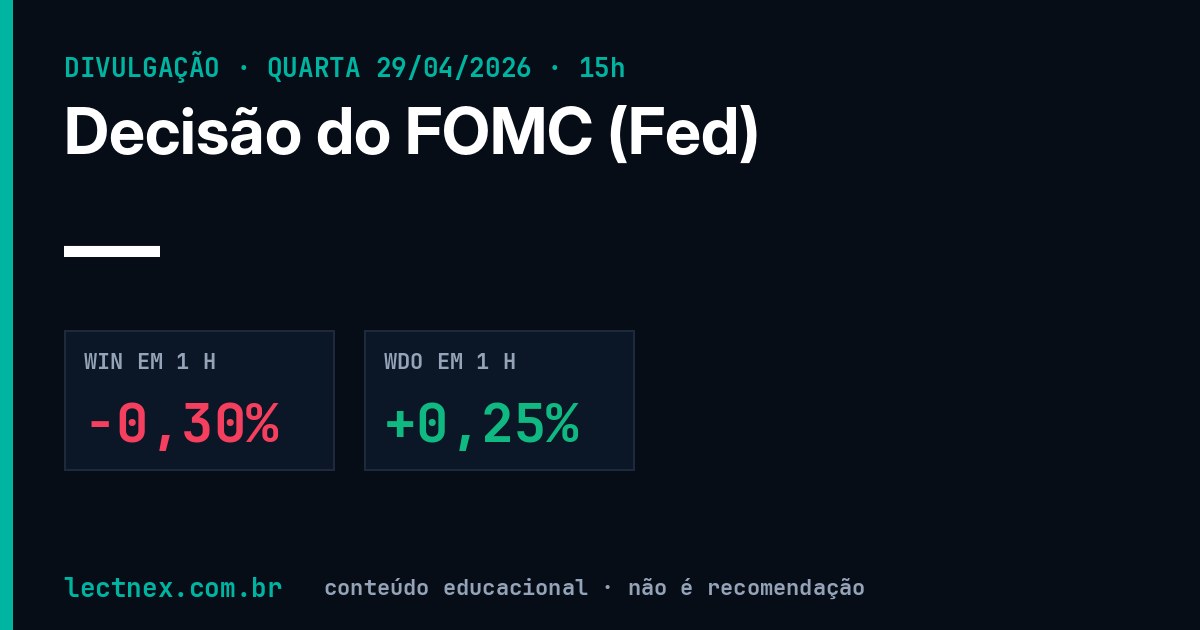 DIVULGAÇÃO · QUARTA 29/04/2026 · 15h
Decisão do FOMC (Fed)
WIN EM 1 H
-0,30%
WDO EM 1 H
+0,25%
lectnex.com.br
conteúdo educacional · não é recomendação